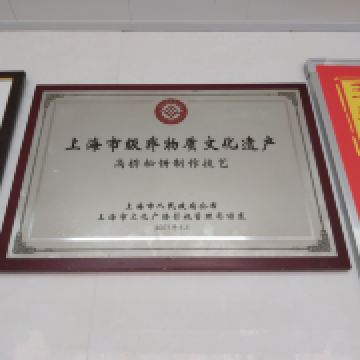 上海市级非物质文化遗产
高桥松饼制作技艺
上海市人民政府公布
上海市文化广播影视管理局颁发